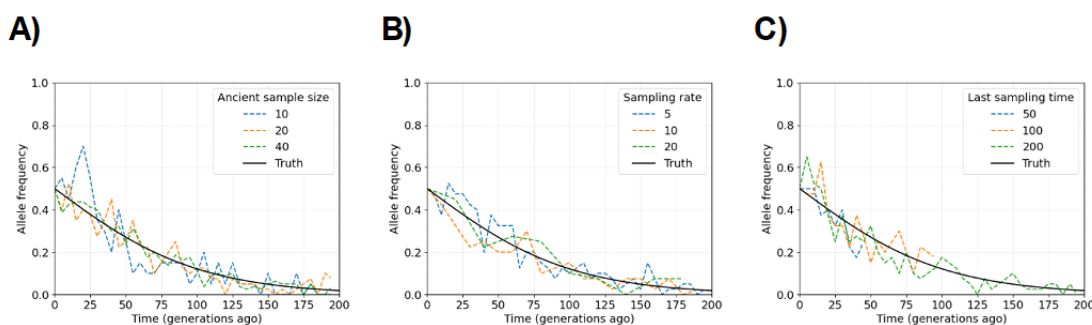 A)
B)
C)
Ancient sample size
10
20
40
Truth
Allele frequency
1.0
0.8
0.6
0.4
0.2
0.0
0 25 50 75 100 125 150 175 200
Time (generations ago)
Sampling rate
5
10
20
Truth
Allele frequency
1.0
0.8
0.6
0.4
0.2
0.0
0 25 50 75 100 125 150 175 200
Time (generations ago)
Last sampling time
50
100
200
Truth
Allele frequency
1.0
0.8
0.6
0.4
0.2
0.0
0 25 50 75 100 125 150 175 200
Time (generations ago)